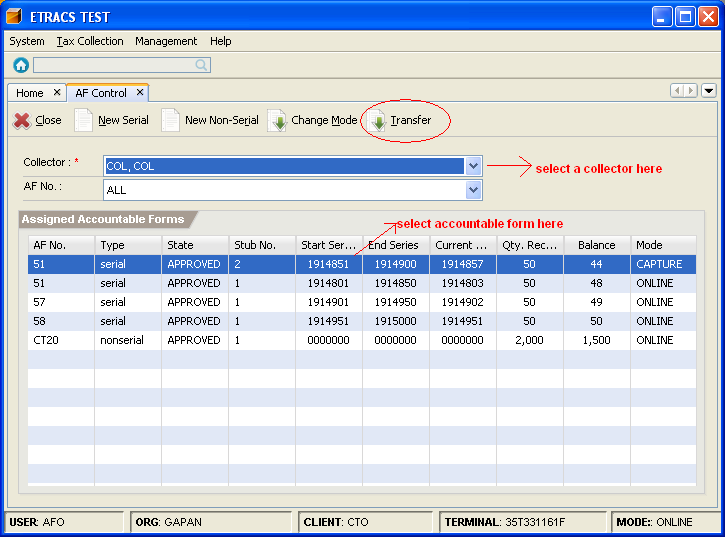 ETRACS TEST
System Tax Collection Management Help
Home AF Control
Close New Serial New Non-Serial Change Mode Transfer
Collector : * COL, COL select a collector here
AF No. : ALL
Assigned Accountable Forms select accountable form here
AF No. Type State Stub No. Start Ser... End Series Current ... Qty. Rec... Balance Mode
51 serial APPROVED 2 1914851 1914900 1914857 50 44 CAPTURE
51 serial APPROVED 1 1914801 1914850 1914803 50 48 ONLINE
57 serial APPROVED 1 1914901 1914950 1914902 50 49 ONLINE
58 serial APPROVED 1 1914951 1915000 1914951 50 50 ONLINE
CT20 nonserial APPROVED 1 0000000 0000000 0000000 2,000 1,500 ONLINE
USER: AFO ORG: GAPAN CLIENT: CTO TERMINAL: 35T331161F MODE:: ONLINE